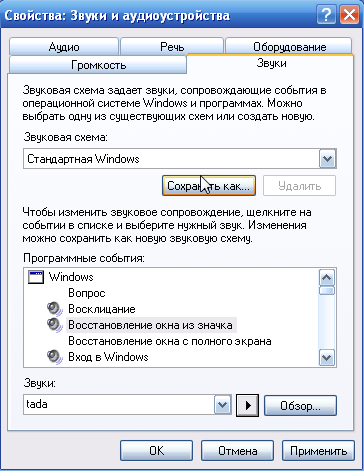 Свойства: Звуки и аудиоустройства
Аудио Речь Оборудование
Громкость Звуки
Звуковая схема задает звуки, сопровождающие события в
операционной системе Windows и программах. Можно
выбрать одну из существующих схем или создать новую.
Звуковая схема:
Стандартная Windows
Сохранить как... Удалить
Чтобы изменить звуковое сопровождение, щелкните на
событии в списке и выберите нужный звук. Изменения
можно сохранить как новую звуковую схему.
Программные события:
Windows
Вопрос
Восклицание
Восстановление окна из значка
Восстановление окна с полного экрана
Вход в Windows
Звуки:
tada Обзор...
OK Отмена Применить